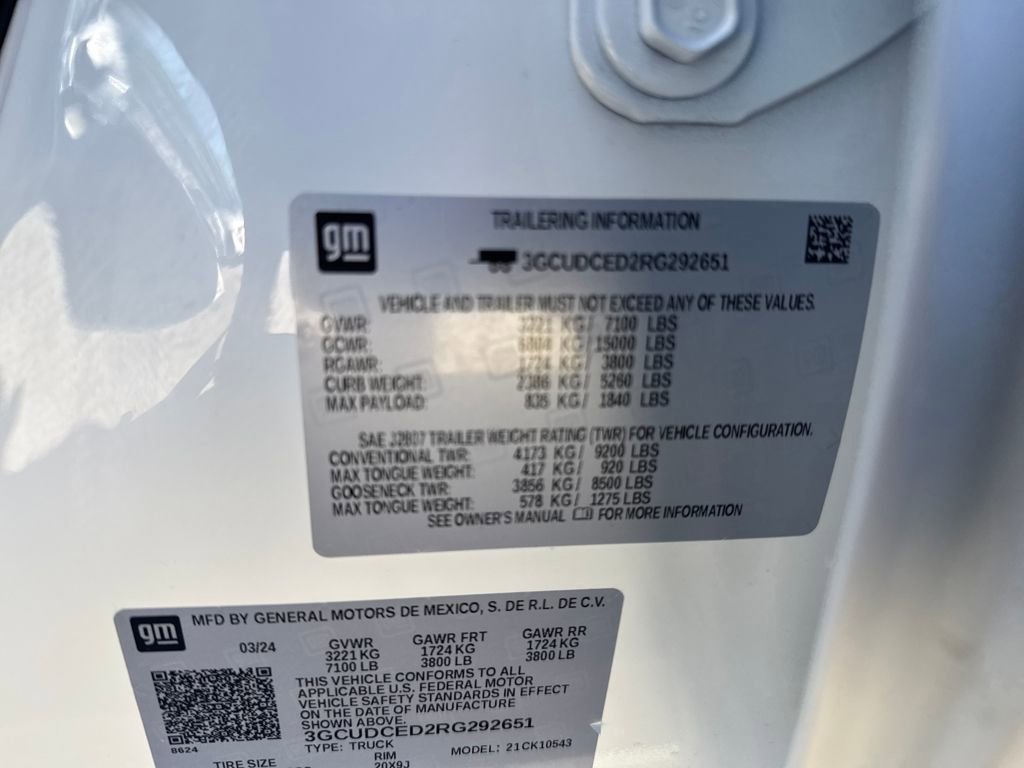 gm
TRAILERING INFORMATION
3GCUDCED2RG292651
VEHICLE AND TRAILER MUST NOT EXCEED ANY OF THESE VALUES.
GVWR: 3221 KG/ 7100 LBS
GCWR: 6804 KG/ 15000 LBS
RGAWR: 1724 KG/ 3800 LBS
CURB WEIGHT: 2386 KG/ 5260 LBS
MAX PAYLOAD: 835 KG/ 1840 LBS
SAE J2807 TRAILER WEIGHT RATING (TWR) FOR VEHICLE CONFIGURATION.
CONVENTIONAL TWR: 4173 KG/ 9200 LBS
MAX TONGUE WEIGHT: 417 KG/ 920 LBS
GOOSENECK TWR: 3856 KG/ 8500 LBS
MAX TONGUE WEIGHT: 578 KG/ 1275 LBS
SEE OWNER'S MANUAL FOR MORE INFORMATION
gm
MFD BY GENERAL MOTORS DE MEXICO, S. DE R.L. DE C.V.
03/24 GVWR GAWR FRT GAWR RR
3221 KG 1724 KG 1724 KG
7100 LB 3800 LB 3800 LB
THIS VEHICLE CONFORMS TO ALL
APPLICABLE U.S. FEDERAL MOTOR
VEHICLE SAFETY STANDARDS IN EFFECT
ON THE DATE OF MANUFACTURE
SHOWN ABOVE.
3GCUDCED2RG292651
8624 TYPE: TRUCK MODEL: 21CK10543
TIRE SIZE RIM
20X9J